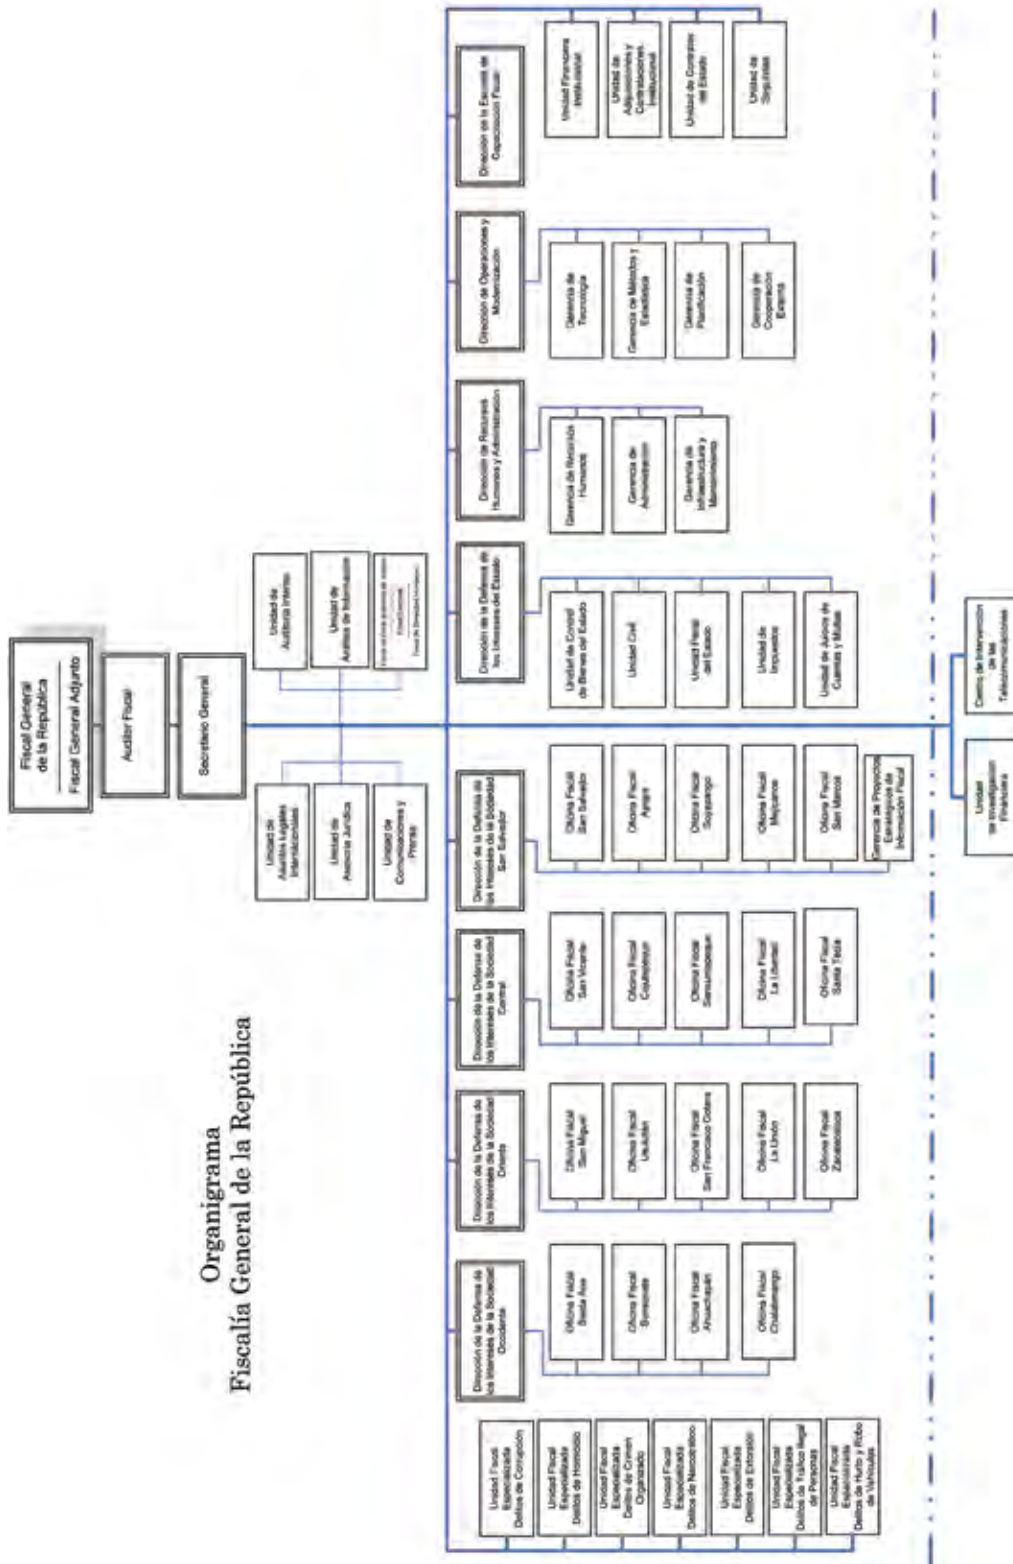 Organigrama
Fiscalía General de la República
Fiscal General
de la República
Fiscal General Adjunto
Auditor Fiscal
Secretario General
Unidad de
Asuntos Legales
Internacionales
Unidad de
Asesoría Jurídica
Unidad de
Comunicaciones y
Prensa
Unidad de
Auditoría Interna
Unidad de
Análisis de Información
Unidad Fiscal
Especializada
Delitos de Corrupción
Unidad Fiscal
Especializada
Delitos de Homicidio
Unidad Fiscal
Especializada
Delitos de Crimen
Organizado
Unidad Fiscal
Especializada
Delitos de Narcotráfico
Unidad Fiscal
Especializada
Delitos de Extorsión
Unidad Fiscal
Especializada
Delitos de Tráfico Ilegal
de Personas
Unidad Fiscal
Especializada
Delitos de Hurto y Robo
de Vehículos
Dirección de la Defensa de
los Intereses de la Sociedad
Occidente
Oficina Fiscal
Santa Ana
Oficina Fiscal
Sonsonate
Oficina Fiscal
Ahuachapán
Oficina Fiscal
Chalatenango
Dirección de la Defensa de
los Intereses de la Sociedad
Oriente
Oficina Fiscal
San Miguel
Oficina Fiscal
Usulután
Oficina Fiscal
San Francisco Gotera
Oficina Fiscal
La Unión
Oficina Fiscal
Zacatecoluca
Dirección de la Defensa de
los Intereses de la Sociedad
Central
Oficina Fiscal
San Vicente
Oficina Fiscal
Cojutepeque
Oficina Fiscal
Sensuntepeque
Oficina Fiscal
La Libertad
Oficina Fiscal
Santa Tecla
Dirección de la Defensa de
los Intereses de la Sociedad
San Salvador
Oficina Fiscal
San Salvador
Oficina Fiscal
Apopa
Oficina Fiscal
Soyapango
Oficina Fiscal
Mejicanos
Oficina Fiscal
San Marcos
Gerencia de Proyectos
Estratégicos de
Información Fiscal
Dirección de la Defensa de
los Intereses del Estado
Unidad de Control
de Bienes del Estado
Unidad Civil
Unidad Penal
del Estado
Unidad de
Impuestos
Unidad de Juicios de
Cuentas y Multas
Dirección de Recursos
Humanos y Administración
Gerencia de Recursos
Humanos
Gerencia de
Administración
Gerencia de
Infraestructura y
Mantenimiento
Dirección de Operaciones y
Modernización
Gerencia de
Tecnología
Gerencia de Métodos y
Estadística
Gerencia de
Planificación
Gerencia de
Cooperación
Externa
Dirección de la Escuela de
Capacitación Fiscal
Unidad Financiera
Institucional
Unidad de
Adquisiciones y
Contrataciones
Institucional
Unidad de Contratos
del Estado
Unidad de
Seguridad
Unidad
de Investigación
Financiera
Centro de Intervención
de las
Telecomunicaciones